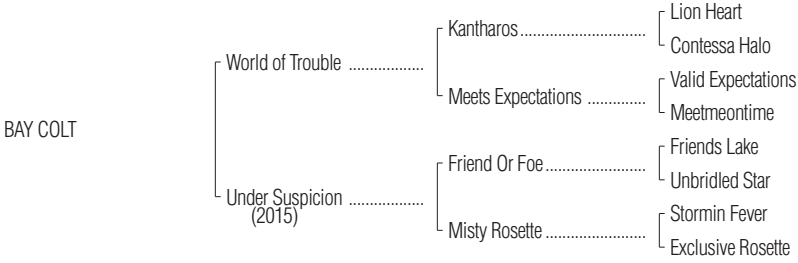 Lion Heart
Kantharos..............................
Contessa Halo
World of Trouble ..................
Valid Expectations
Meets Expectations ..............
Meetmeontime
BAY COLT
Friends Lake
Friend Or Foe........................
Unbridled Star
Under Suspicion ..................
(2015)
Stormin Fever
Misty Rosette ........................
Exclusive Rosette